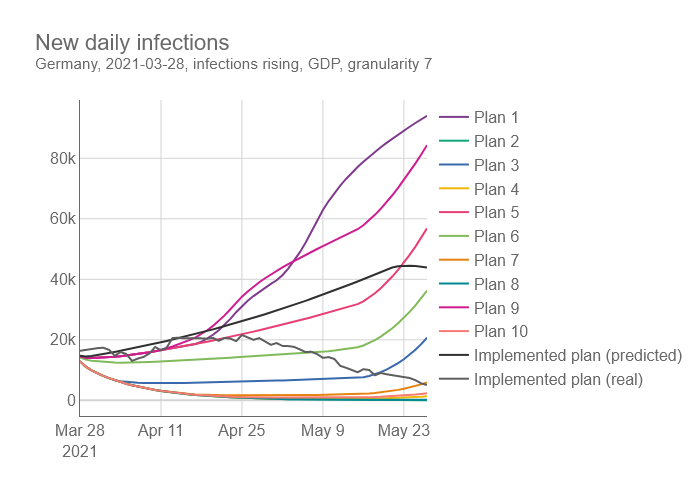 New daily infections
Germany, 2021-03-28, infections rising, GDP, granularity 7
80k
60k
40k
20k
0
Mar 28
2021
Apr 11
Apr 25
May 9
May 23
Plan 1
Plan 2
Plan 3
Plan 4
Plan 5
Plan 6
Plan 7
Plan 8
Plan 9
Plan 10
Implemented plan (predicted)
Implemented plan (real)